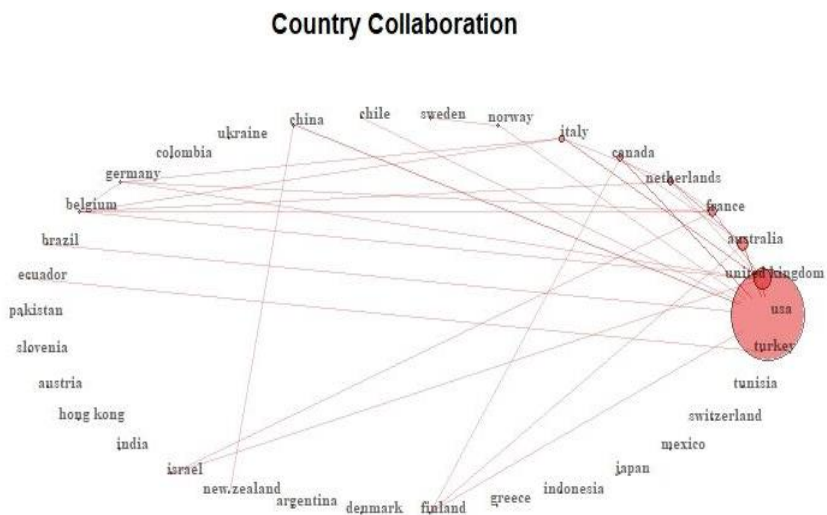 Country Collaboration
china
chile
sweden
norway
italy
ukraine
colombia
canada
germany
netherlands
belgium
france
brazil
australia
ecuador
united kingdom
pakistan
usa
slovenia
turkey
austria
tunisia
hong kong
switzerland
india
mexico
israel
japan
new zealand
indonesia
argentina
greece
denmark
finland